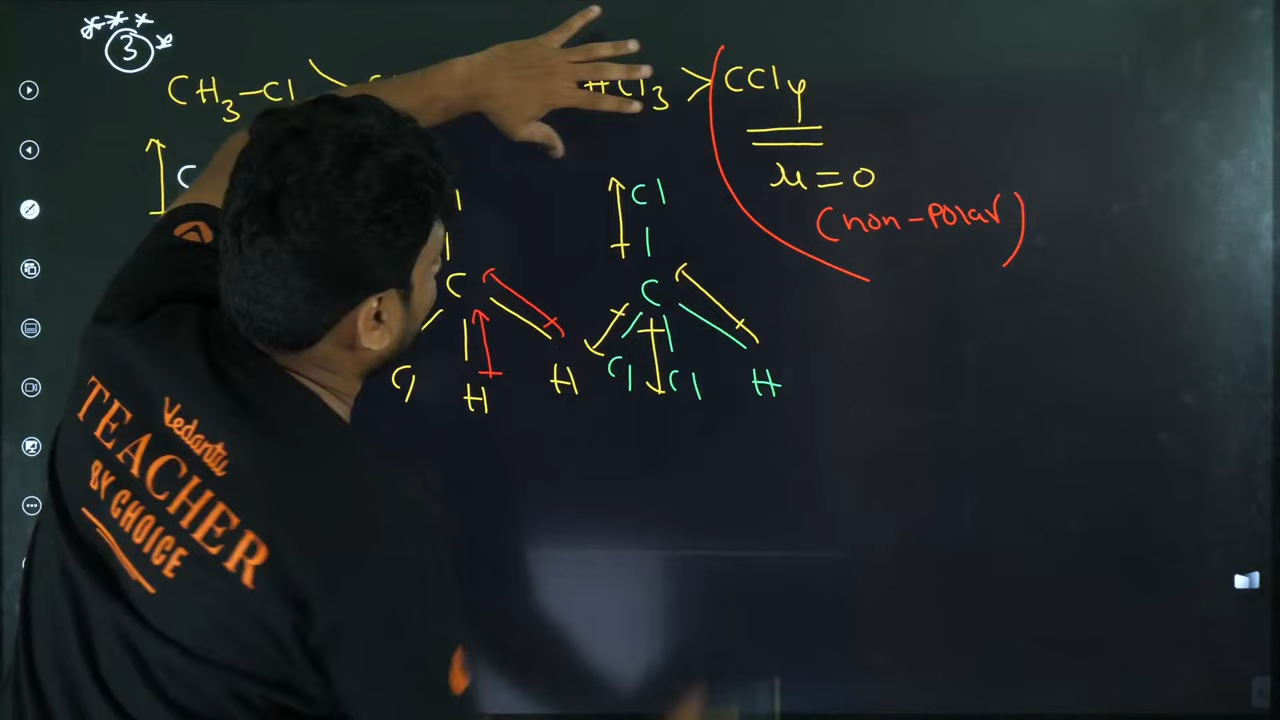 3
CH3-Cl HCl3 > CCl4
μ = 0
(non-polar)
C Cl
l l
C C
Cl H H Cl Cl H
Vedantu
TEACHER
BY CHOICE